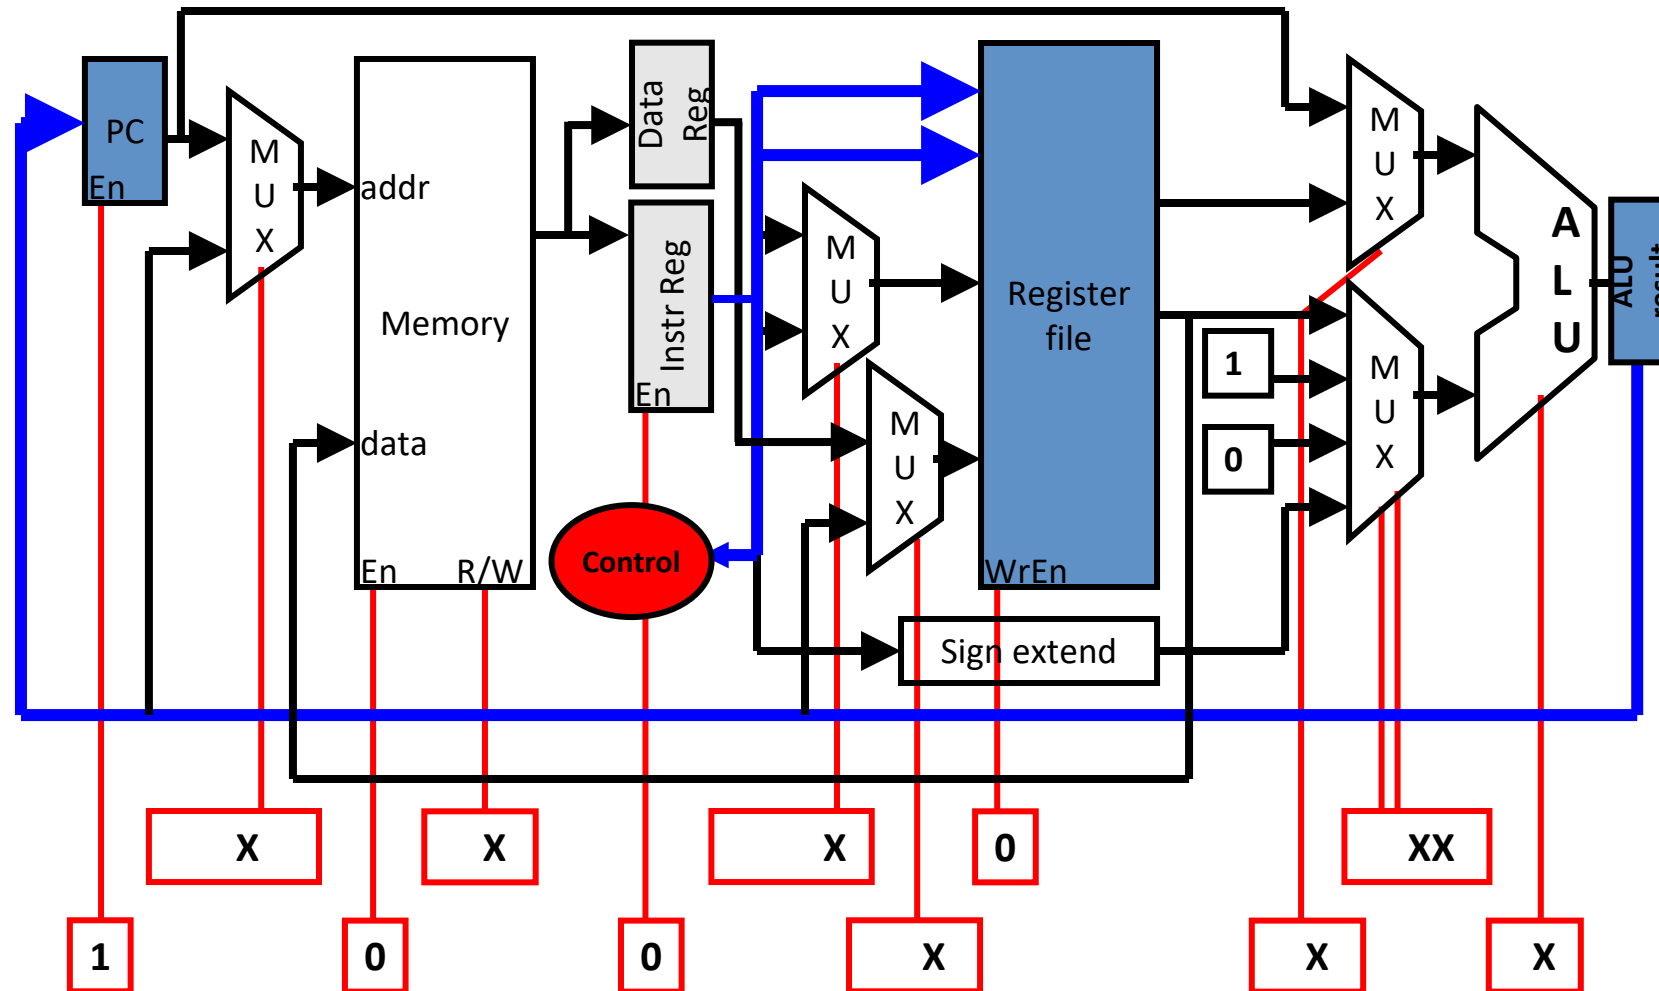 PC
En
M
U
X
addr
data
Memory
En
R/W
Data
Reg
Instr Reg
En
Control
M
U
X
M
U
X
Register
file
WrEn
Sign extend
M
U
X
1
0
M
U
X
A
L
U
ALU
result
X
X
X
0
XX
1
0
0
X
X
X